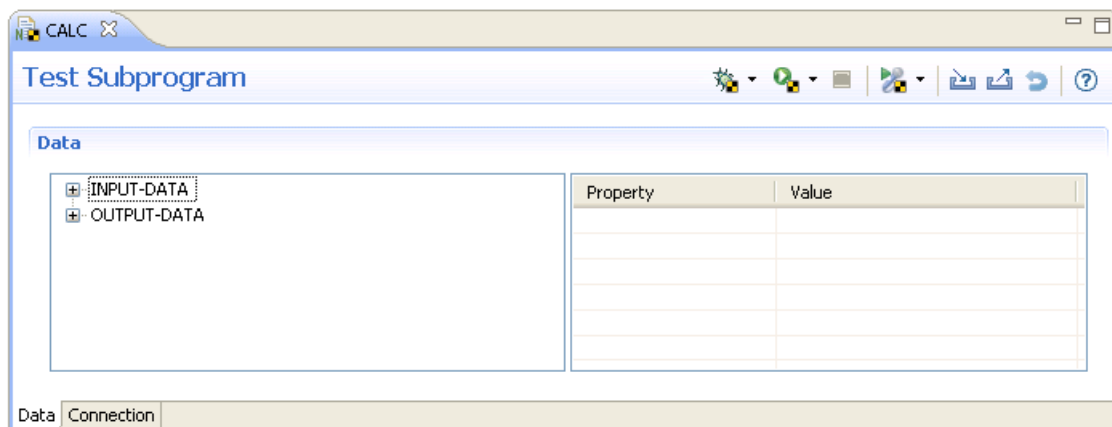 CALC
Test Subprogram
Data
INPUT-DATA
OUTPUT-DATA
Property Value
Data Connection